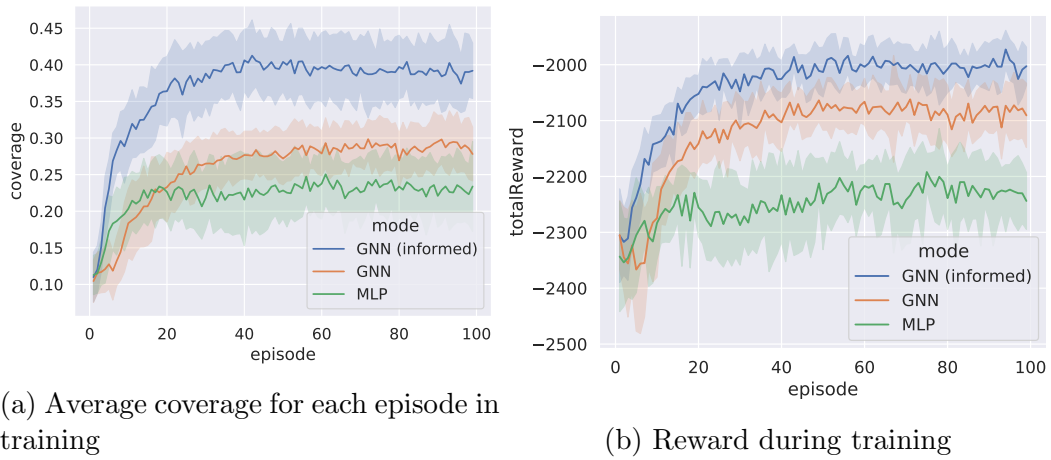 0.45
0.40
0.35
0.30
0.25
0.20
0.15
0.10
coverage
mode
GNN (informed)
GNN
MLP
0 20 40 60 80 100
episode
(a) Average coverage for each episode in
training
−2000
−2100
−2200
−2300
−2400
−2500
totalReward
mode
GNN (informed)
GNN
MLP
0 20 40 60 80 100
episode
(b) Reward during training